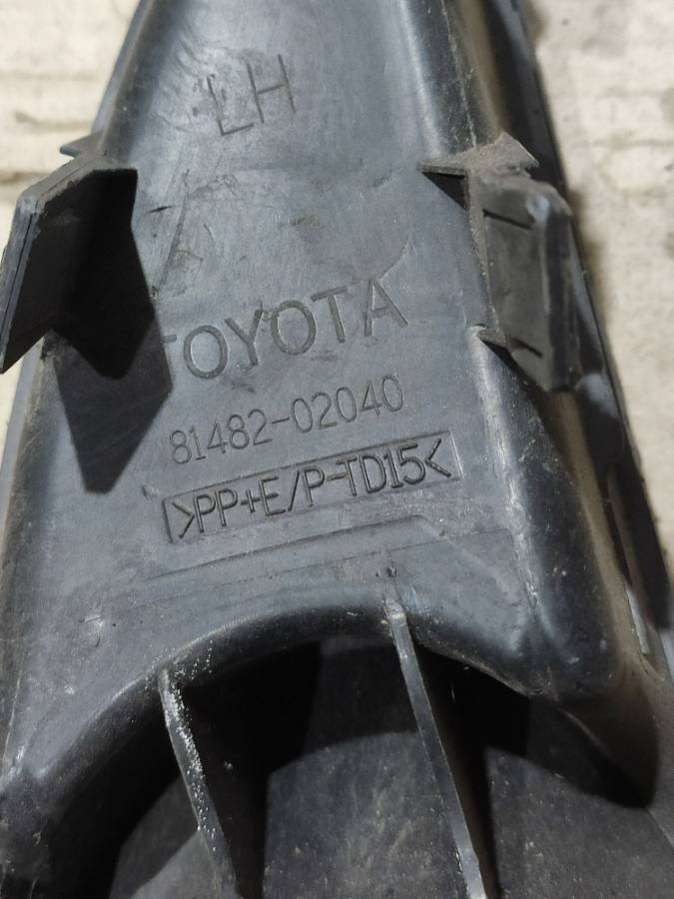 LH
TOYOTA
81482-02040
>PP+E/P-TD15<